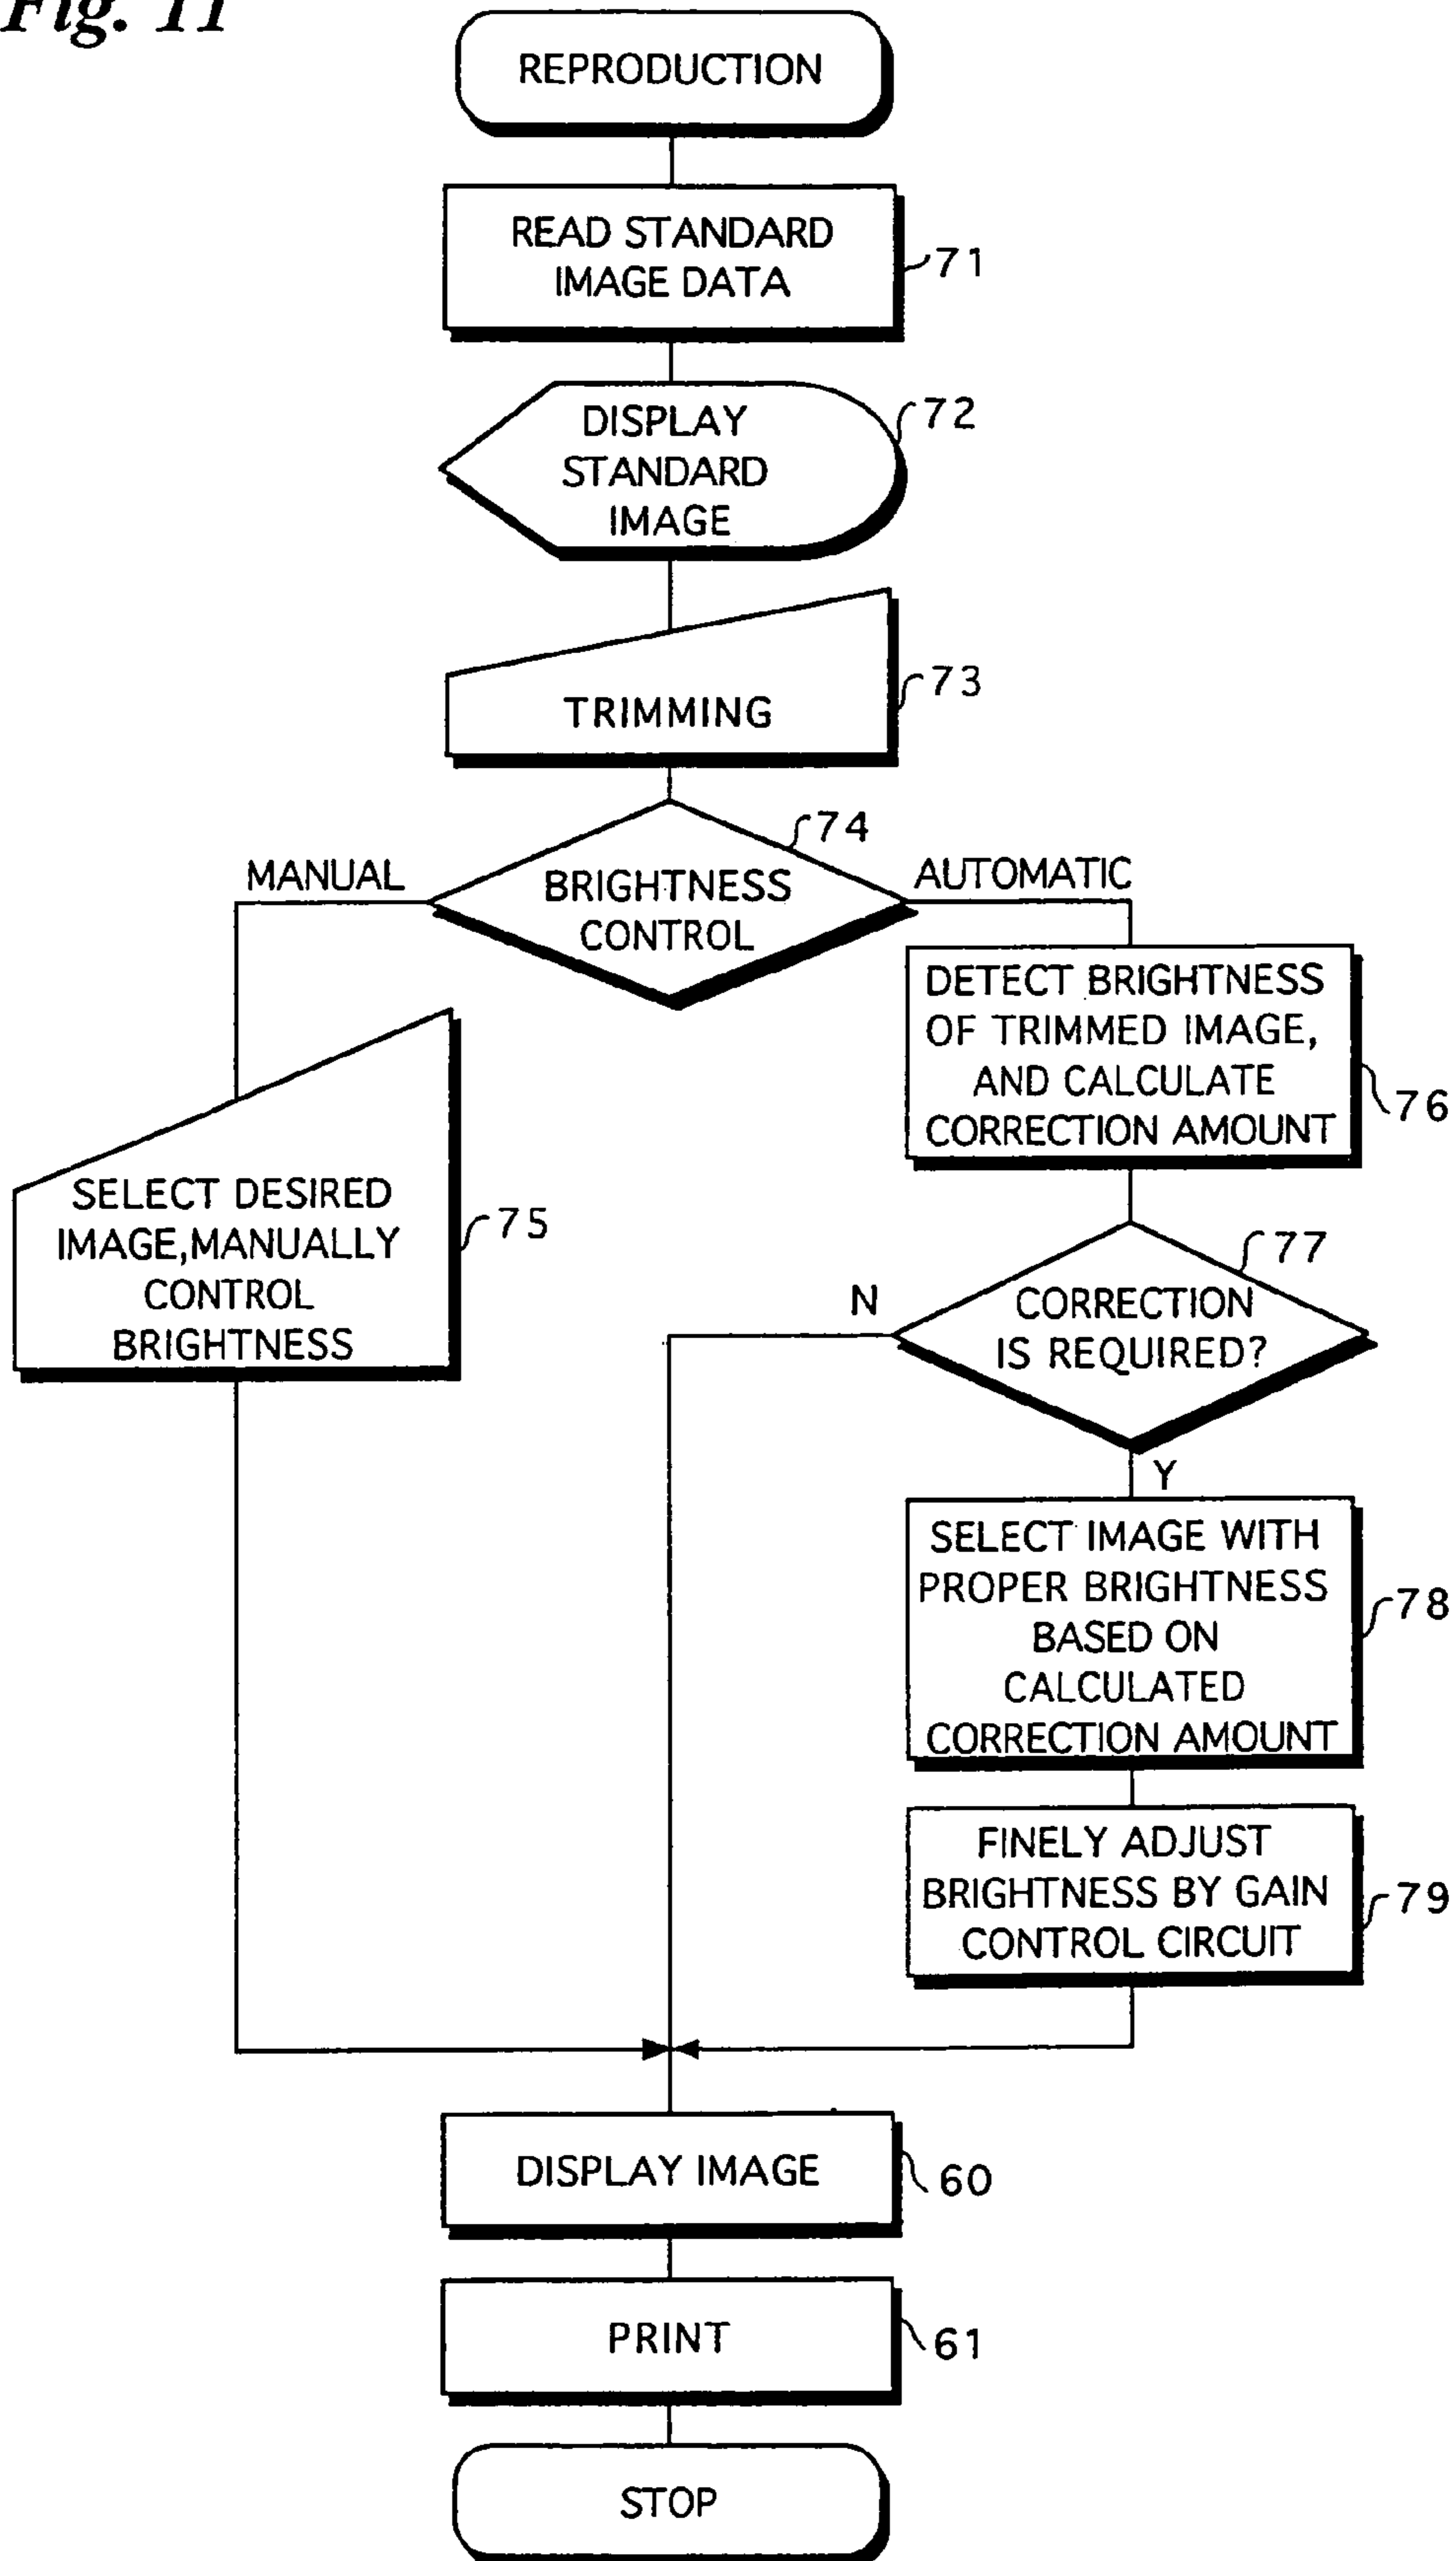 Fig. 11
REPRODUCTION
READ STANDARD
IMAGE DATA
71
DISPLAY
STANDARD
IMAGE
72
TRIMMING
73
74
MANUAL
BRIGHTNESS
CONTROL
AUTOMATIC
DETECT BRIGHTNESS
OF TRIMMED IMAGE,
AND CALCULATE
CORRECTION AMOUNT
76
SELECT DESIRED
IMAGE,MANUALLY
CONTROL
BRIGHTNESS
75
77
N
CORRECTION
IS REQUIRED?
Y
SELECT IMAGE WITH
PROPER BRIGHTNESS
BASED ON
CALCULATED
CORRECTION AMOUNT
78
FINELY ADJUST
BRIGHTNESS BY GAIN
CONTROL CIRCUIT
79
DISPLAY IMAGE
60
PRINT
61
STOP